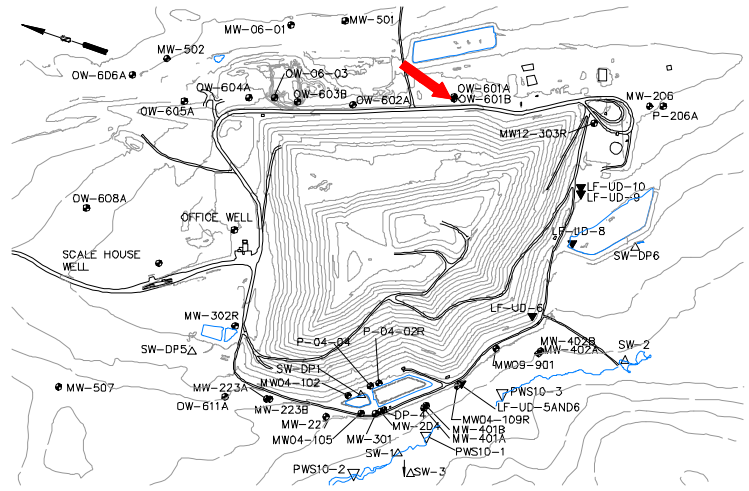 MW-06-01
MW-501
MW-502
OW-6D6A
OW-604A
OW-06-03
OW-603B
OW-602A
OW-601A
OW-601B
MW-206
P-206A
OW-605A
MW12-303R
OW-608A
OFFICE WELL
SCALE HOUSE
WELL
LF-UD-10
LF-UD-9
LF-UD-8
SW-DP6
MW-302R
LF-UD-6
P-04-04
P-04-02R
SW-DP5
MW-4D2B
MW-402A
SW-2
MW09-901
SW-DP1
MW04-102
MW-507
MW-223A
OW-611A
MW-223B
MW-227
MW04-105
MW-301
DP-4
MW-2D4
PWS10-3
LF-UD-5AND6
MW04-109R
MW-401B
MW-401A
PWS10-1
SW-1
PWS10-2
SW-3